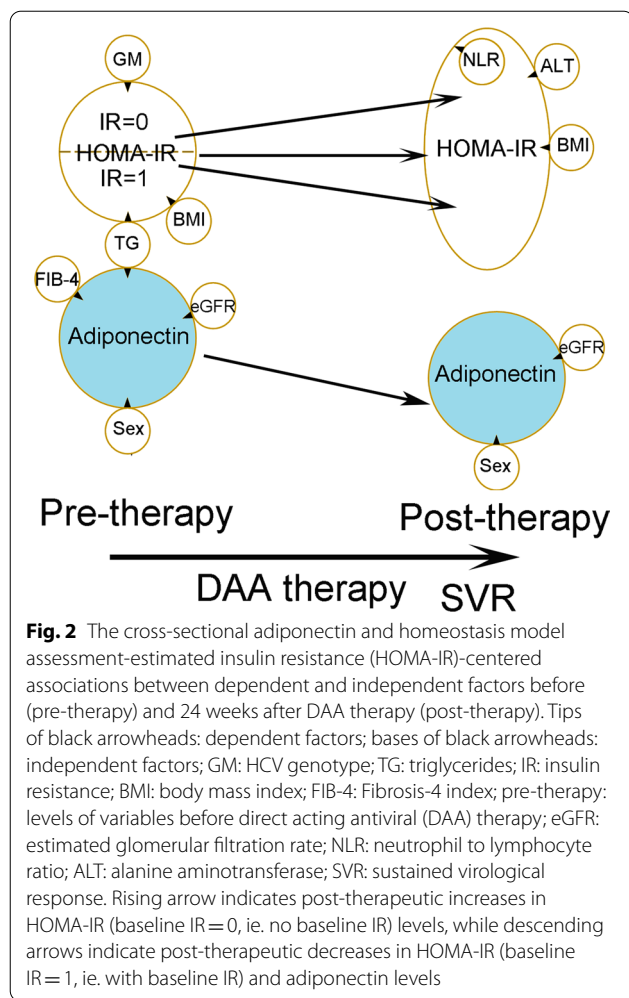 GM
NLR
ALT
IR=0
HOMA-IR
IR=1
HOMA-IR
BMI
BMI
TG
FIB-4
eGFR
Adiponectin
eGFR
Adiponectin
Sex
Sex
Pre-therapy
Post-therapy
DAA therapy
SVR
Fig. 2 The cross-sectional adiponectin and homeostasis model
assessment-estimated insulin resistance (HOMA-IR)-centered
associations between dependent and independent factors before
(pre-therapy) and 24 weeks after DAA therapy (post-therapy). Tips
of black arrowheads: dependent factors; bases of black arrowheads:
independent factors; GM: HCV genotype; TG: triglycerides; IR: insulin
resistance; BMI: body mass index; FIB-4: Fibrosis-4 index; pre-therapy:
levels of variables before direct acting antiviral (DAA) therapy; eGFR:
estimated glomerular filtration rate; NLR: neutrophil to lymphocyte
ratio; ALT: alanine aminotransferase; SVR: sustained virological
response. Rising arrow indicates post-therapeutic increases in
HOMA-IR (baseline IR = 0, ie. no baseline IR) levels, while descending
arrows indicate post-therapeutic decreases in HOMA-IR (baseline
IR = 1, ie. with baseline IR) and adiponectin levels